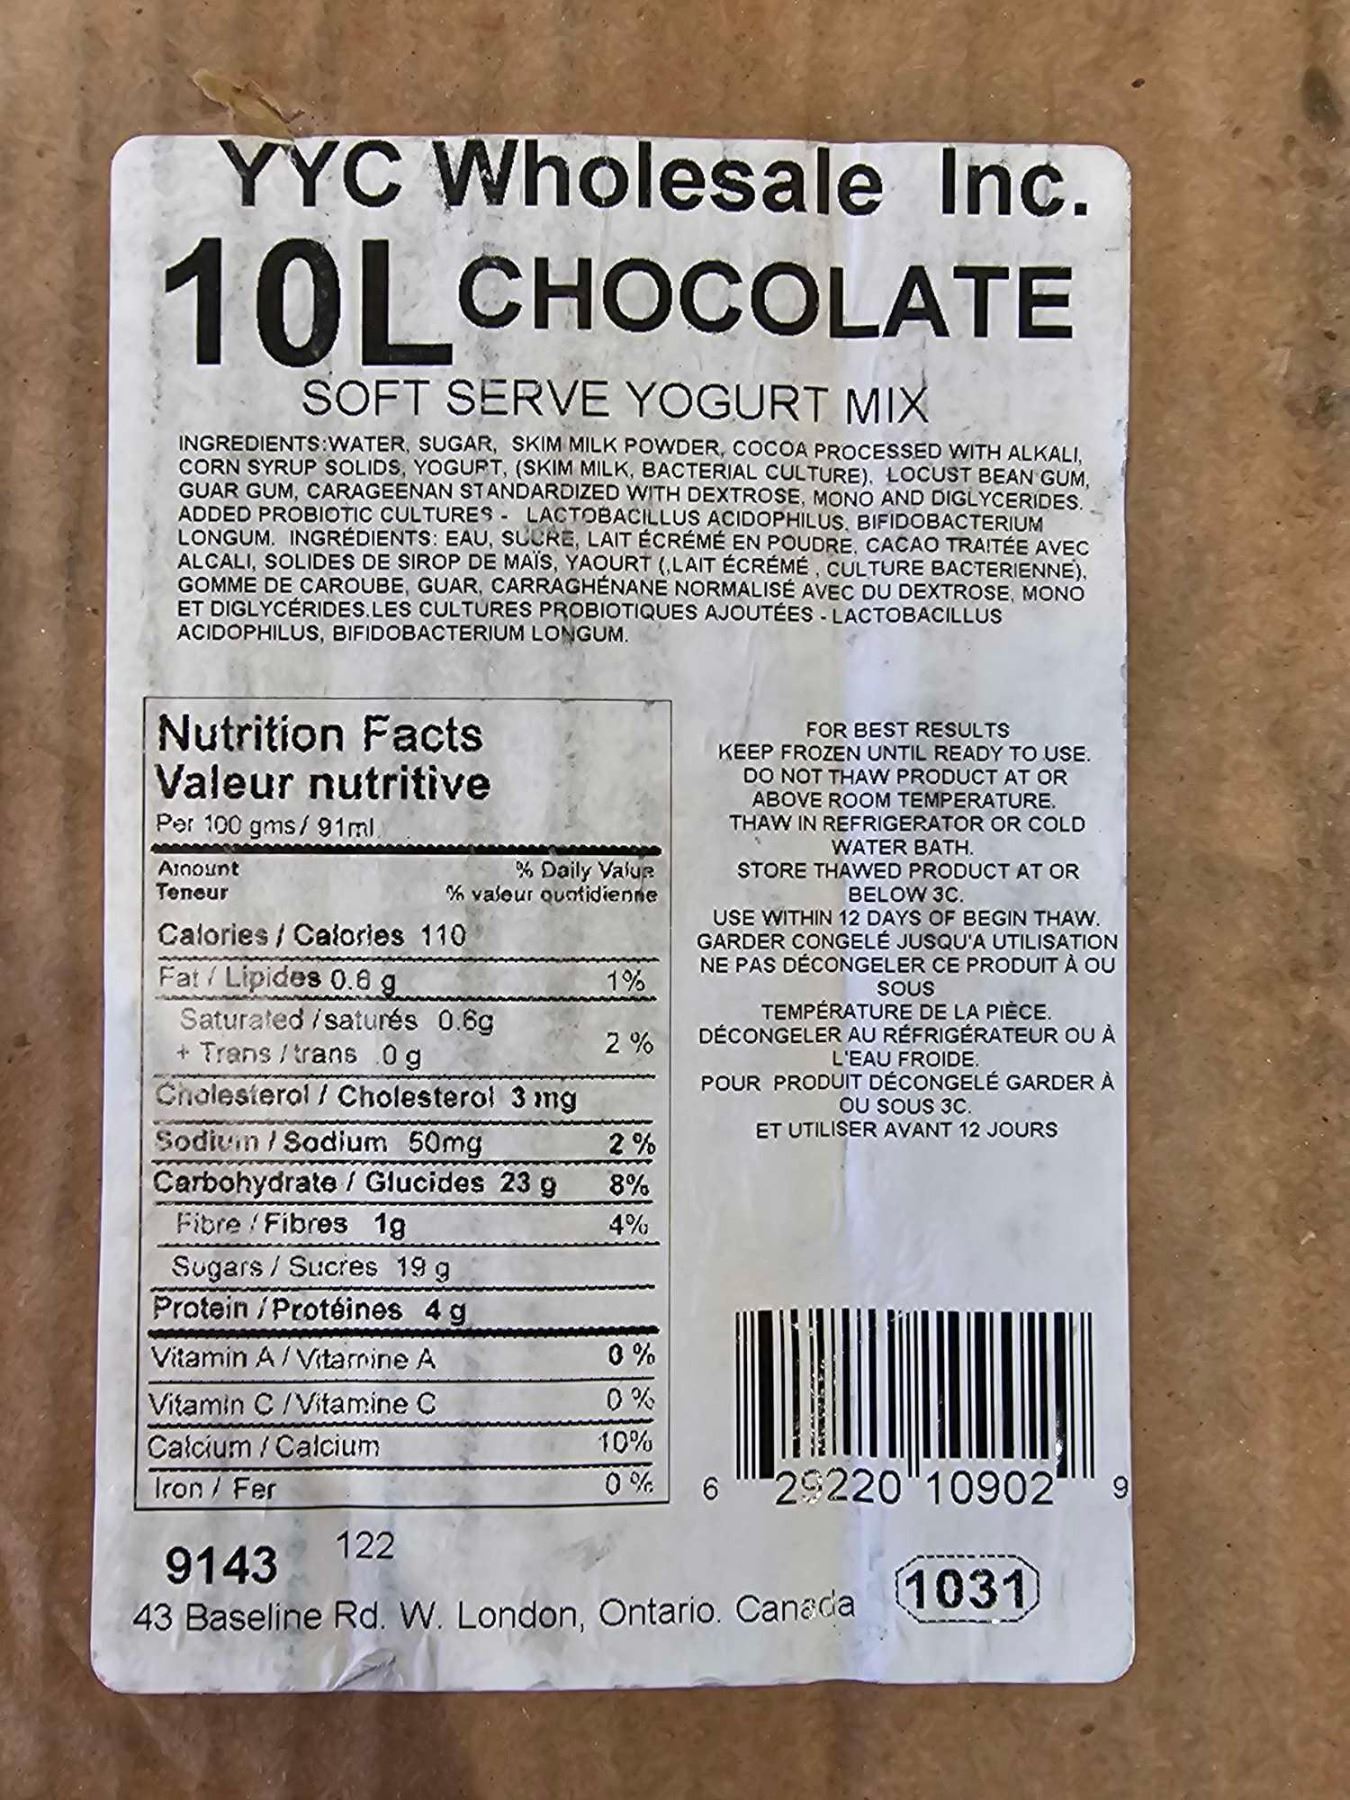 YYC Wholesale Inc.
10L CHOCOLATE
SOFT SERVE YOGURT MIX
INGREDIENTS:WATER, SUGAR, SKIM MILK POWDER, COCOA PROCESSED WITH ALKALI,
CORN SYRUP SOLIDS, YOGURT, (SKIM MILK, BACTERIAL CULTURE), LOCUST BEAN GUM,
GUAR GUM, CARAGEENAN STANDARDIZED WITH DEXTROSE, MONO AND DIGLYCERIDES.
ADDED PROBIOTIC CULTURES - LACTOBACILLUS ACIDOPHILUS, BIFIDOBACTERIUM
LONGUM. INGRÉDIENTS: EAU, SUCRE, LAIT ÉCRÉMÉ EN POUDRE, CACAO TRAITÉE AVEC
ALCALI, SOLIDES DE SIROP DE MAÏS, YAOURT (,LAIT ÉCRÉMÉ , CULTURE BACTERIENNE),
GOMME DE CAROUBE, GUAR, CARRAGHÉNANE NORMALISÉ AVEC DU DEXTROSE, MONO
ET DIGLYCÉRIDES.LES CULTURES PROBIOTIQUES AJOUTÉES - LACTOBACILLUS
ACIDOPHILUS, BIFIDOBACTERIUM LONGUM.
Nutrition Facts
Valeur nutritive
Per 100 gms/ 91ml
Amount % Daily Value
Teneur % valeur quotidienne
Calories / Calories 110
Fat / Lipides 0.6 g 1%
Saturated / saturés 0.6g
+ Trans / trans .0 g 2 %
Cholesterol / Cholesterol 3 mg
Sodium / Sodium 50mg 2 %
Carbohydrate / Glucides 23 g 8%
Fibre / Fibres 1g 4%
Sugars / Sucres 19 g
Protein / Protéines 4 g
Vitamin A / Vitamine A 0 %
Vitamin C / Vitamine C 0 %
Calcium / Calcium 10%
Iron / Fer 0 %
FOR BEST RESULTS
KEEP FROZEN UNTIL READY TO USE.
DO NOT THAW PRODUCT AT OR
ABOVE ROOM TEMPERATURE.
THAW IN REFRIGERATOR OR COLD
WATER BATH.
STORE THAWED PRODUCT AT OR
BELOW 3C.
USE WITHIN 12 DAYS OF BEGIN THAW.
GARDER CONGELÉ JUSQU'A UTILISATION
NE PAS DÉCONGELER CE PRODUIT À OU
SOUS
TEMPÉRATURE DE LA PIÈCE.
DÉCONGELER AU RÉFRIGÉRATEUR OU À
L'EAU FROIDE.
POUR PRODUIT DÉCONGELÉ GARDER À
OU SOUS 3C.
ET UTILISER AVANT 12 JOURS
6 29220 10902 9
9143 122
43 Baseline Rd. W. London, Ontario. Canada 1031